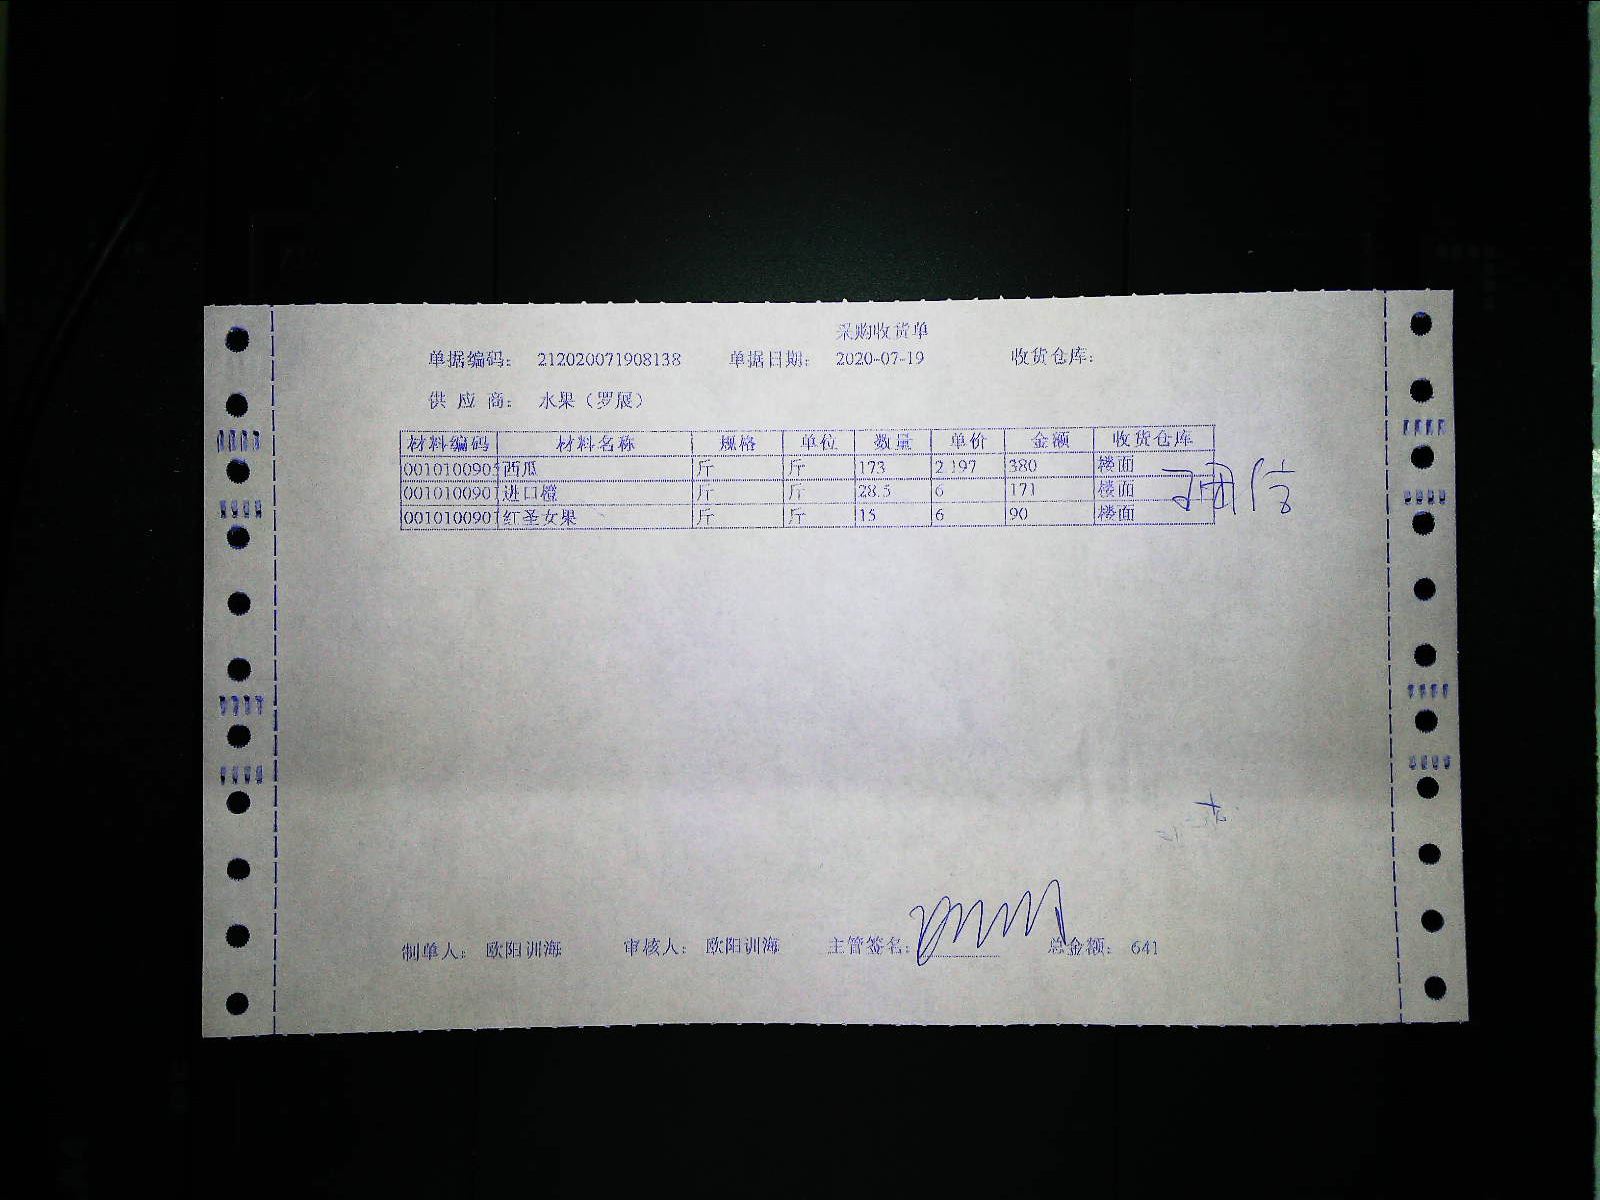 采购收货单
单据编码： 212020071908138 单据日期： 2020-07-19 收货仓库：
供 应 商： 水果（罗辰）
材料编码 材料名称 规格 单位 数量 单价 金额 收货仓库
0010100905 西瓜 斤 斤 173 2.197 380 楼面
001010090 进口橙 斤 斤 28.5 6 171 楼面
001010090 红圣女果 斤 斤 15 6 90 楼面
制单人： 欧阳训海 审核人： 欧阳训海 主管签名： 总金额： 641